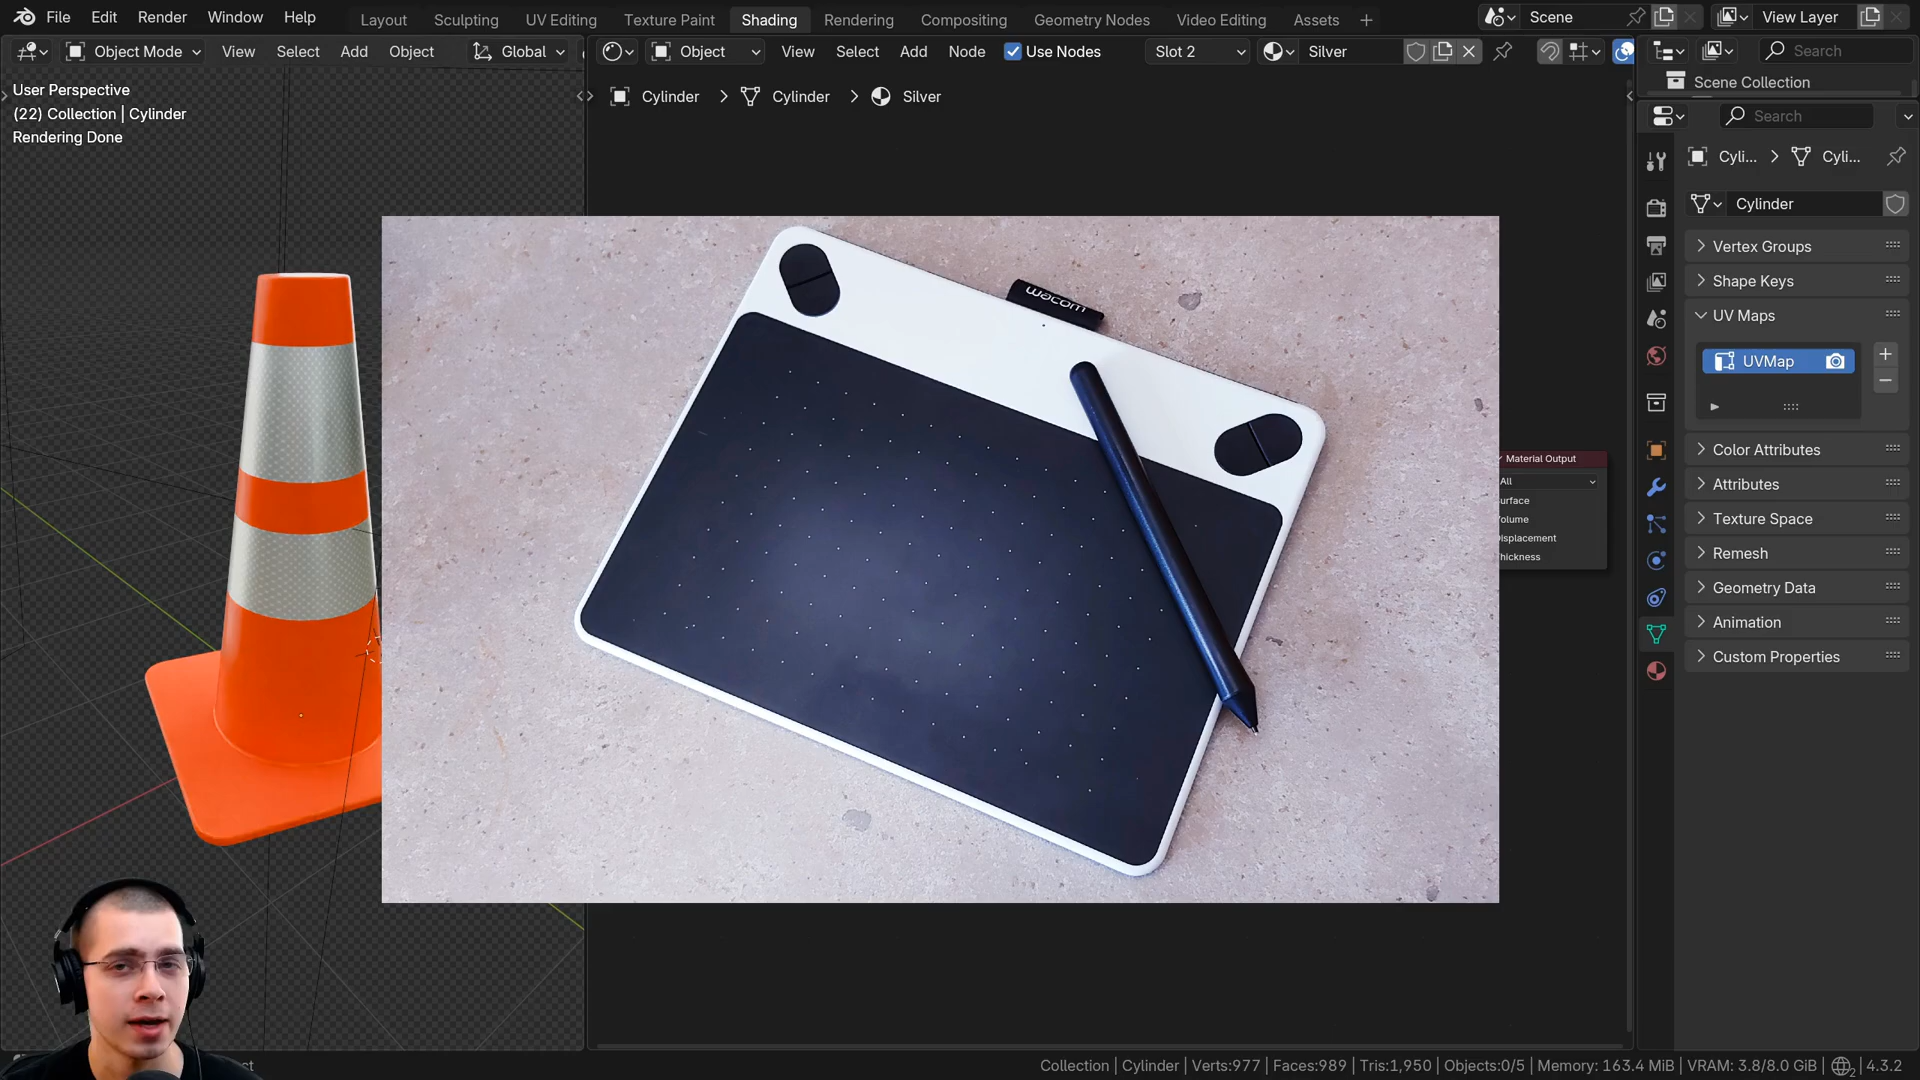 File Edit Render Window Help Layout Sculpting UV Editing Texture Paint Shading Rendering Compositing Geometry Nodes Video Editing Assets Scene View Layer
Object Mode View Select Add Object Global Object View Select Add Node Use Nodes Slot 2 Silver Search
User Perspective
(22) Collection | Cylinder
Rendering Done
Cylinder Cylinder Silver
Scene Collection
Search
Cyli... Cyli...
Cylinder
Vertex Groups
Shape Keys
UV Maps
UVMap
Color Attributes
Attributes
Texture Space
Remesh
Geometry Data
Animation
Custom Properties
wacom
Material Output
All
urface
olume
isplacement
hickness
Collection | Cylinder | Verts:977 | Faces:989 | Tris:1,950 | Objects:0/5 | Memory: 163.4 MiB | VRAM: 3.8/8.0 GiB | 4.3.2